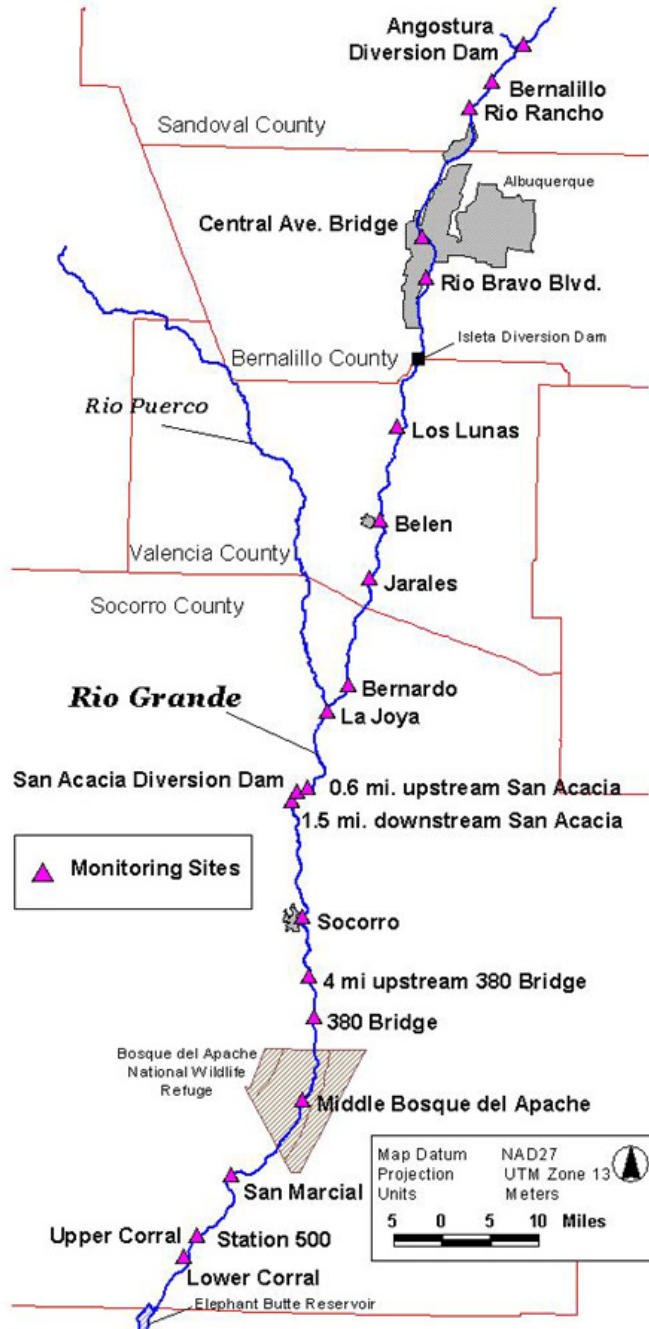 Angostura
Diversion Dam
Bernalillo
Rio Rancho
Sandoval County
Albuquerque
Central Ave. Bridge
Rio Bravo Blvd.
Isleta Diversion Dam
Bernalillo County
Rio Puerco
Los Lunas
Belen
Valencia County
Jarales
Socorro County
Bernardo
Rio Grande
La Joya
San Acacia Diversion Dam
0.6 mi. upstream San Acacia
1.5 mi. downstream San Acacia
Monitoring Sites
Socorro
4 mi upstream 380 Bridge
380 Bridge
Bosque del Apache
National Wildlife
Refuge
Middle Bosque del Apache
San Marcial
Upper Corral
Station 500
Lower Corral
Elephant Butte Reservoir
Map Datum NAD27
Projection UTM Zone 13
Units Meters
5 0 5 10 Miles